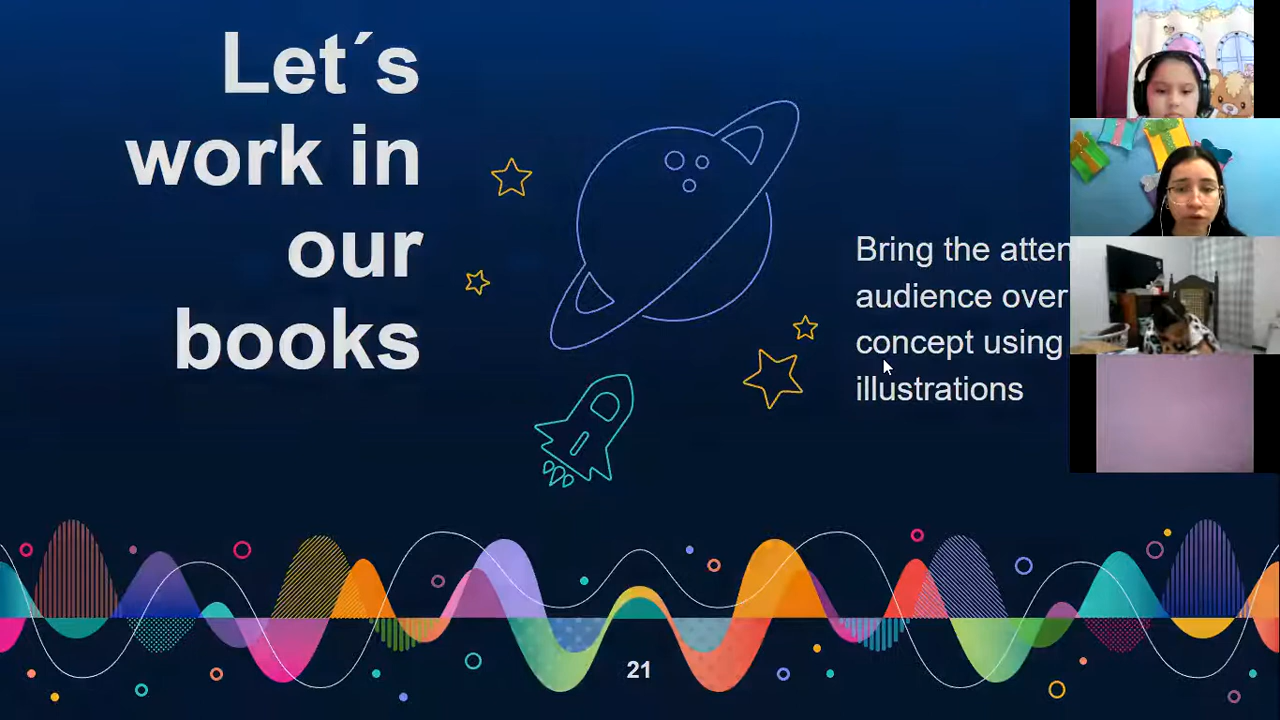 Let´s
work in
our
books
Bring the atten
audience over
concept using
illustrations
21